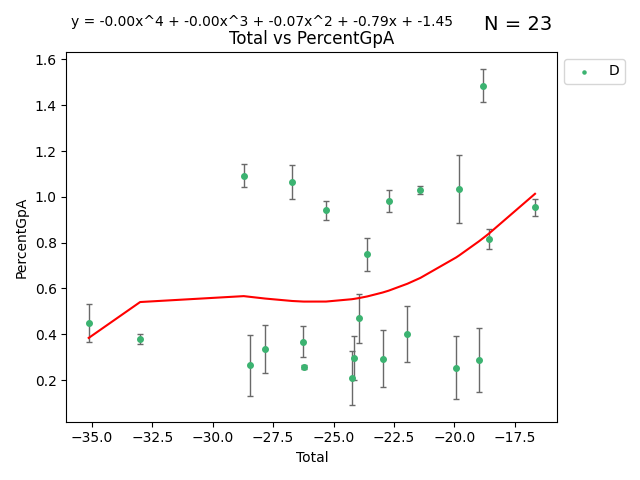 y = -0.00x^4 + -0.00x^3 + -0.07x^2 + -0.79x + -1.45
N = 23
Total vs PercentGpA
D
PercentGpA
1.6
1.4
1.2
1.0
0.8
0.6
0.4
0.2
−35.0 −32.5 −30.0 −27.5 −25.0 −22.5 −20.0 −17.5
Total